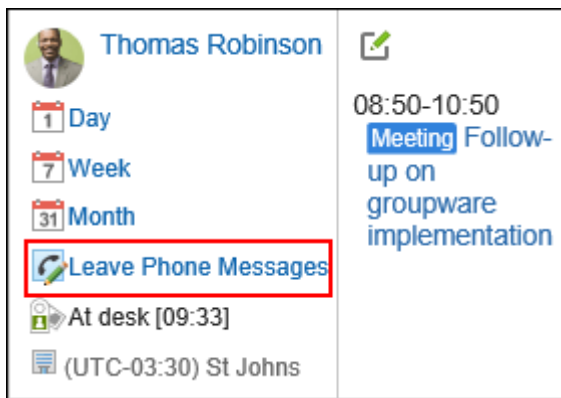 Thomas Robinson
1 Day
7 Week
31 Month
Leave Phone Messages
At desk [09:33]
(UTC-03:30) St Johns
08:50-10:50
Meeting Follow-
up on
groupware
implementation